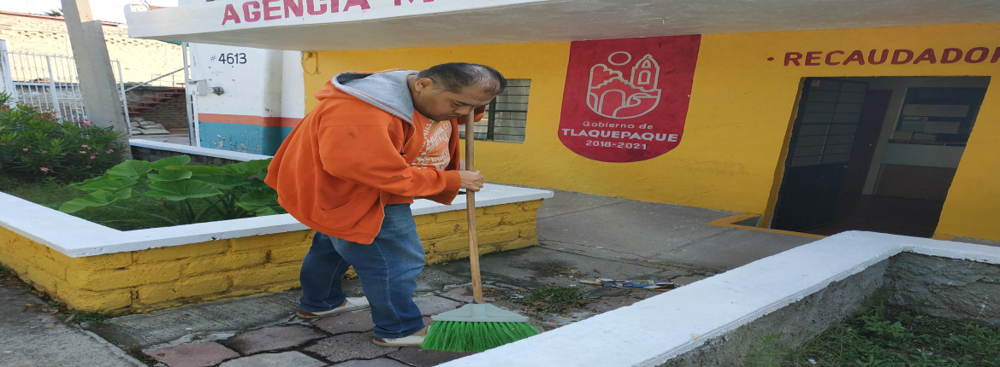 AGENCIA
# 4613
Gobierno de
TLAQUEPAQUE
2018-2021
• RECAUDADOR